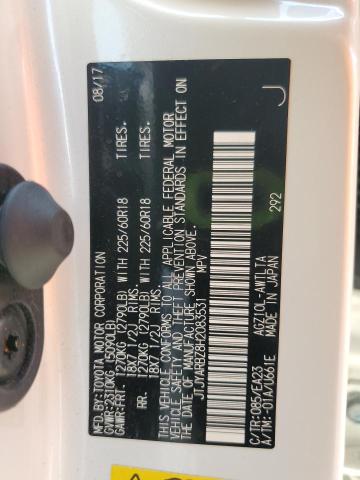 MFD. BY: TOYOTA MOTOR CORPORATION 08/17
GVWR:2310KG (5090LB)
GAWR:FRT- 1270KG (2790LB) WITH 225/60R18 TIRES.
18X7 1/2J RIMS.
RR. 1270KG (2790LB) WITH 225/60R18 TIRES.
18X7 1/2J RIMS.
THIS VEHICLE CONFORMS TO ALL APPLICABLE FEDERAL MOTOR
VEHICLE SAFETY AND THEFT PREVENTION STANDARDS IN EFFECT ON
THE DATE OF MANUFACTURE SHOWN ABOVE.
JTJYARBZ8H2083531 MPV
292 J
C/TR:085/EA23 AGZ10L-AWTLTA
A/TM:-01A/U661E MADE IN JAPAN